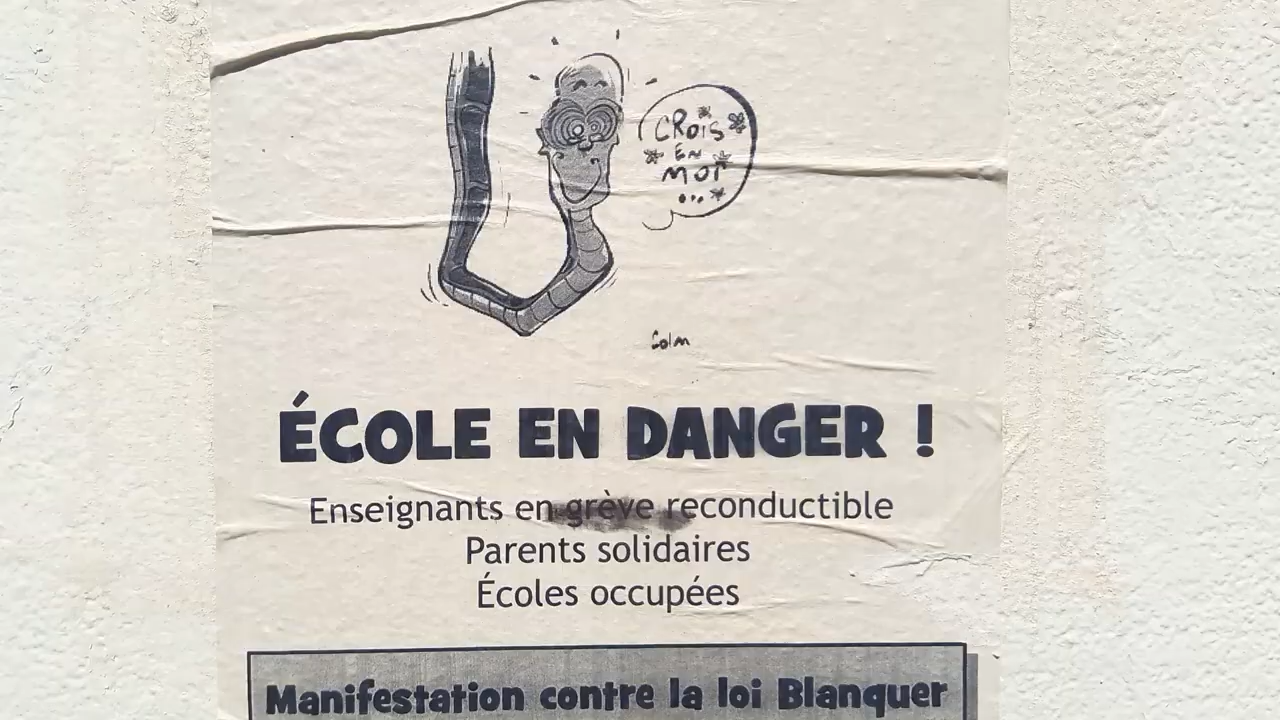 CROIS
EN
MOI
...
Colm
ÉCOLE EN DANGER !
Enseignants en grève reconductible
Parents solidaires
Écoles occupées
Manifestation contre la loi Blanquer